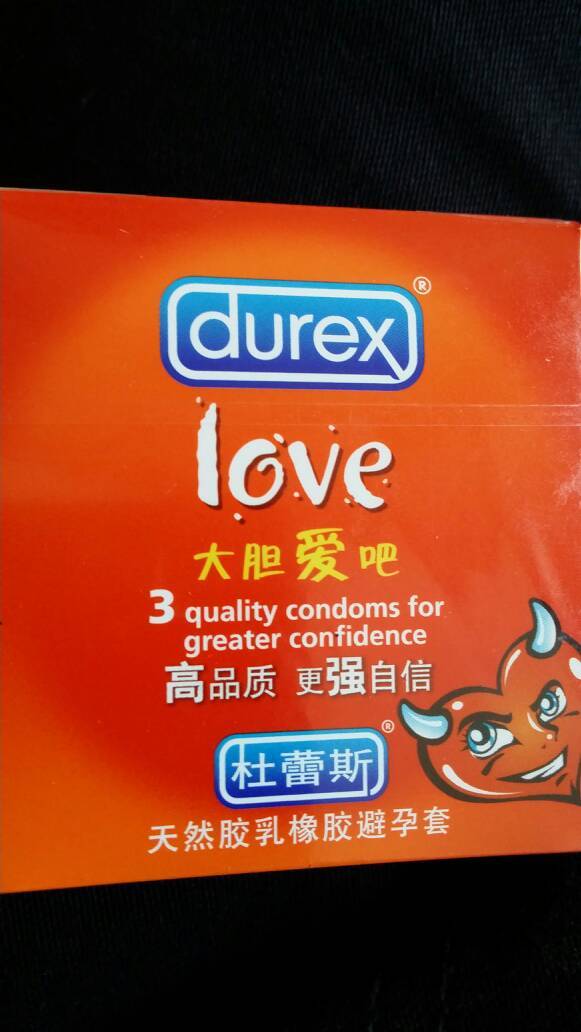 durex®
love
大胆爱吧
3 quality condoms for
greater confidence
高品质 更强自信
杜蕾斯®
天然胶乳橡胶避孕套